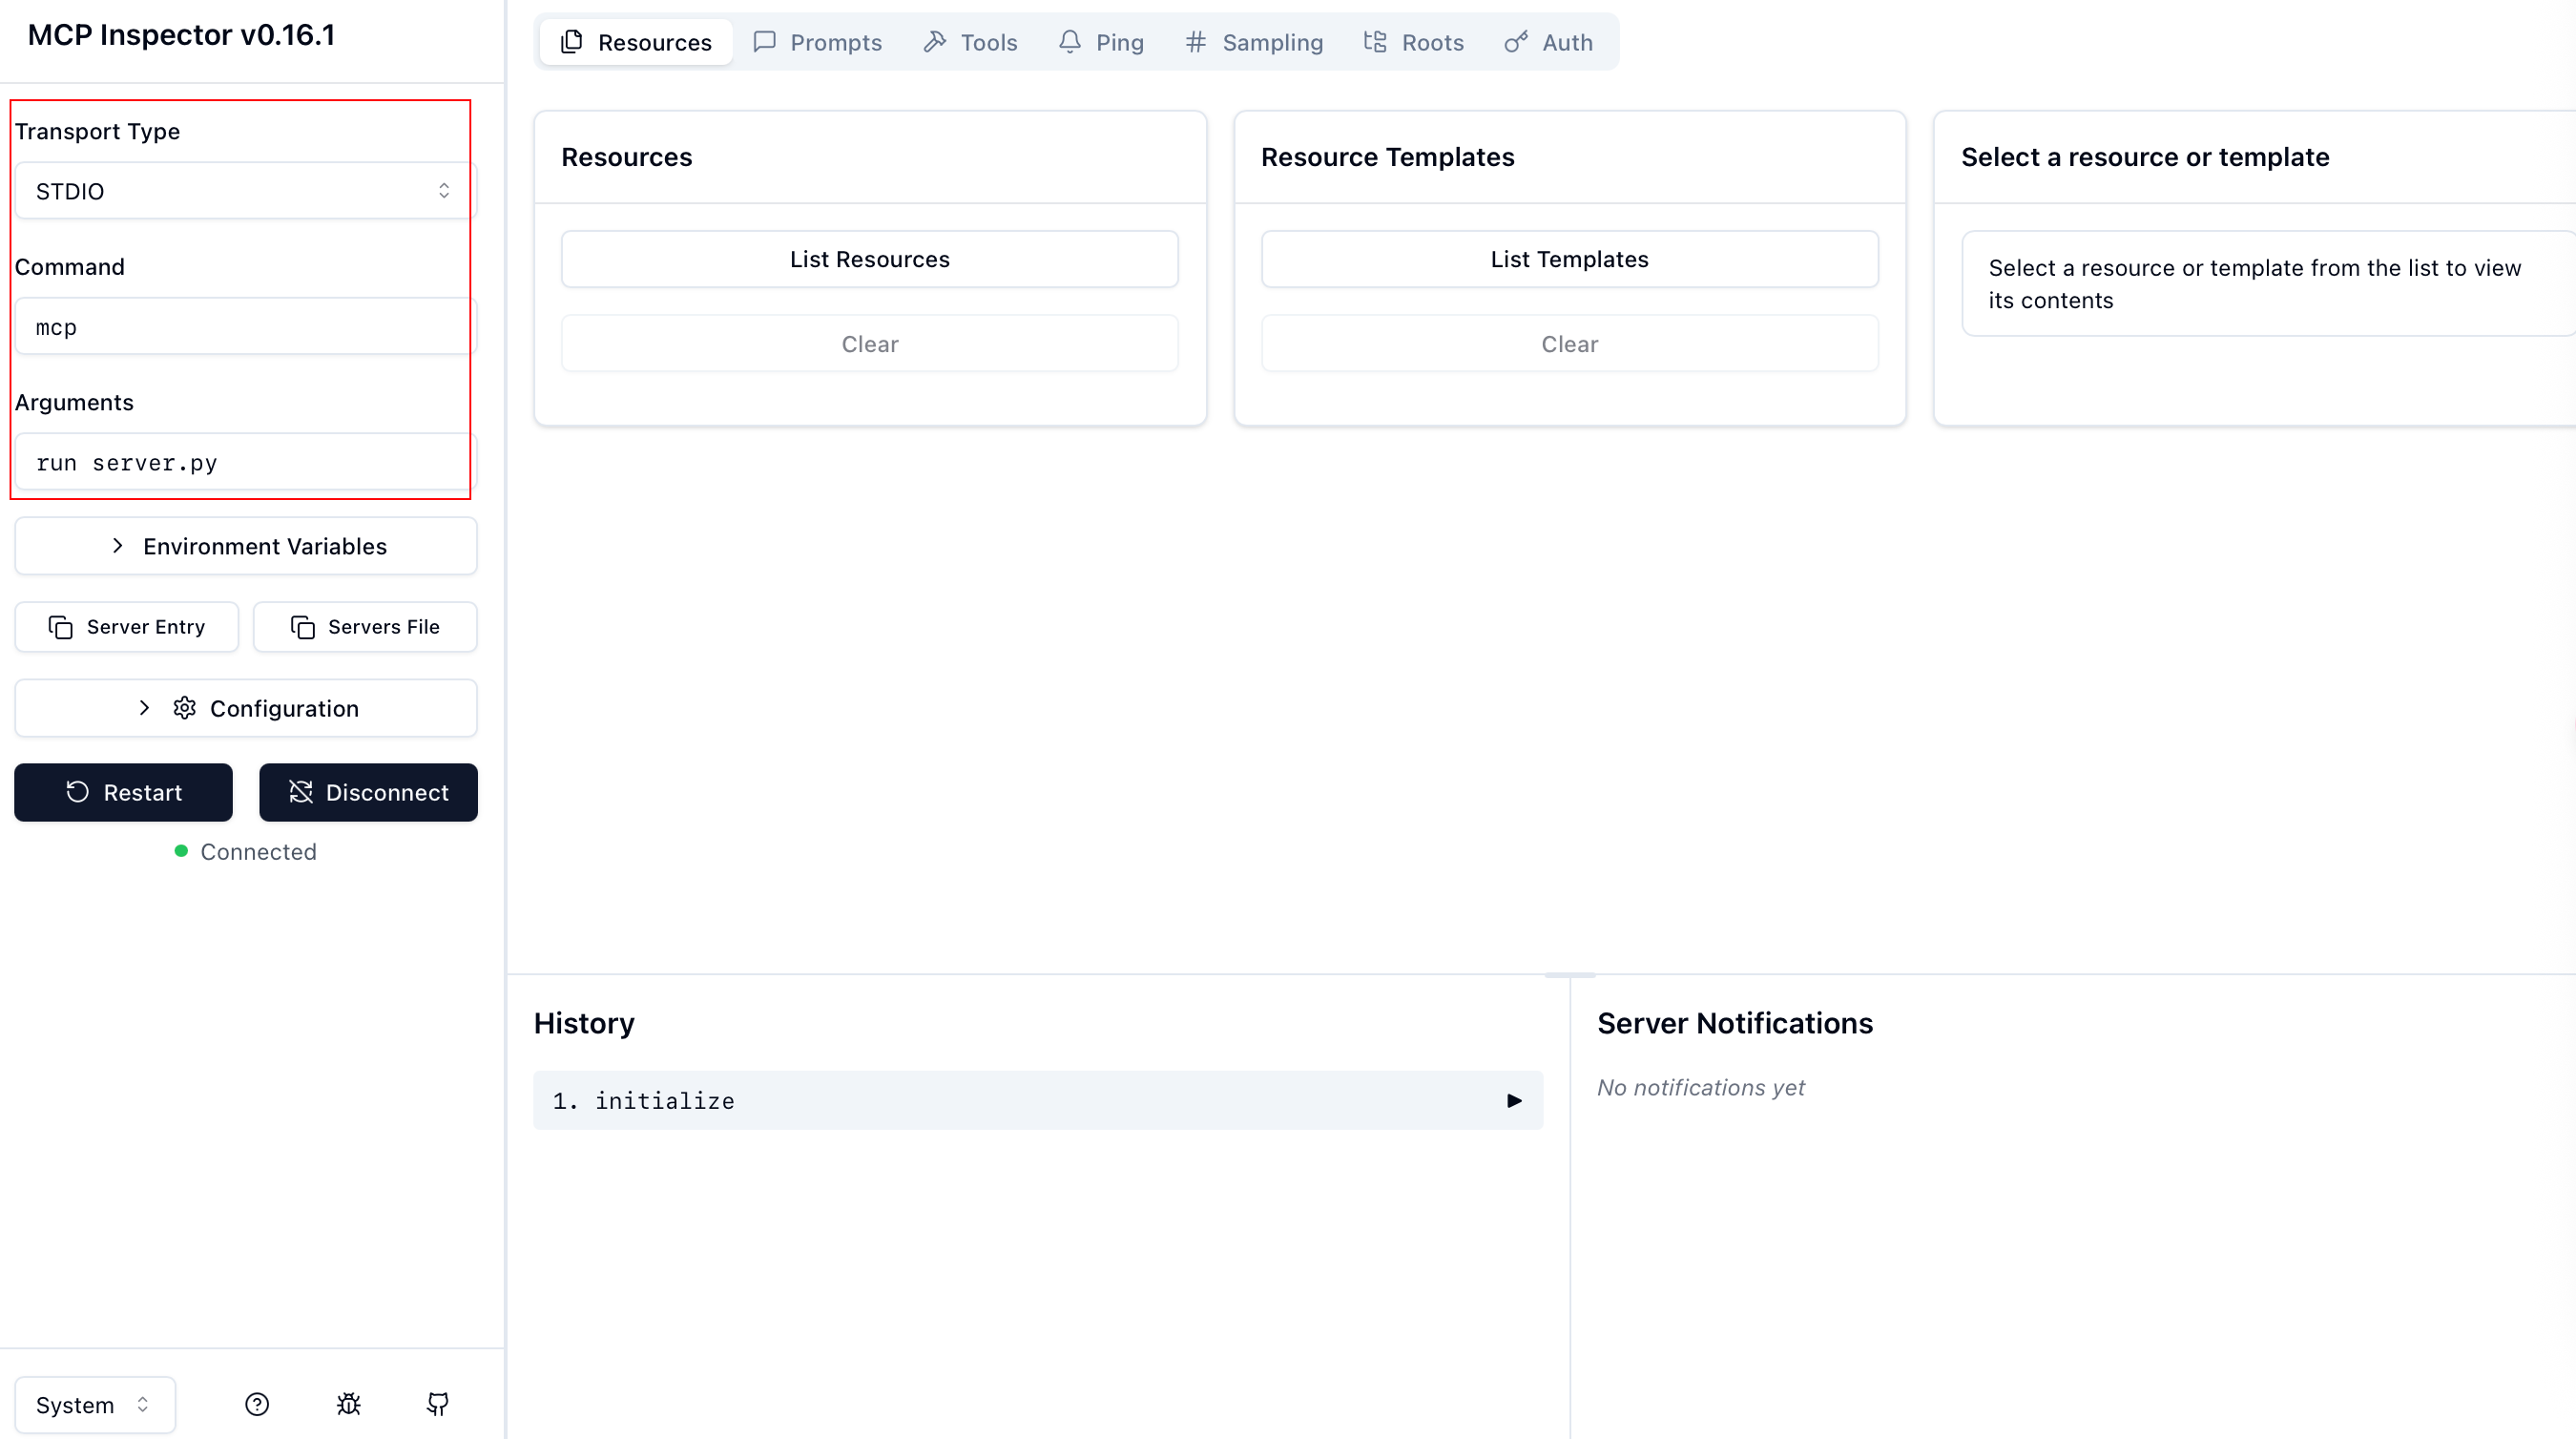 MCP Inspector v0.16.1
Transport Type
STDIO
Command
mcp
Arguments
run server.py
Environment Variables
Server Entry
Servers File
Configuration
Restart
Disconnect
Connected
System
Resources
Prompts
Tools
Ping
Sampling
Roots
Auth
Resources
List Resources
Clear
Resource Templates
List Templates
Clear
Select a resource or template
Select a resource or template from the list to view
its contents
History
1. initialize
Server Notifications
No notifications yet